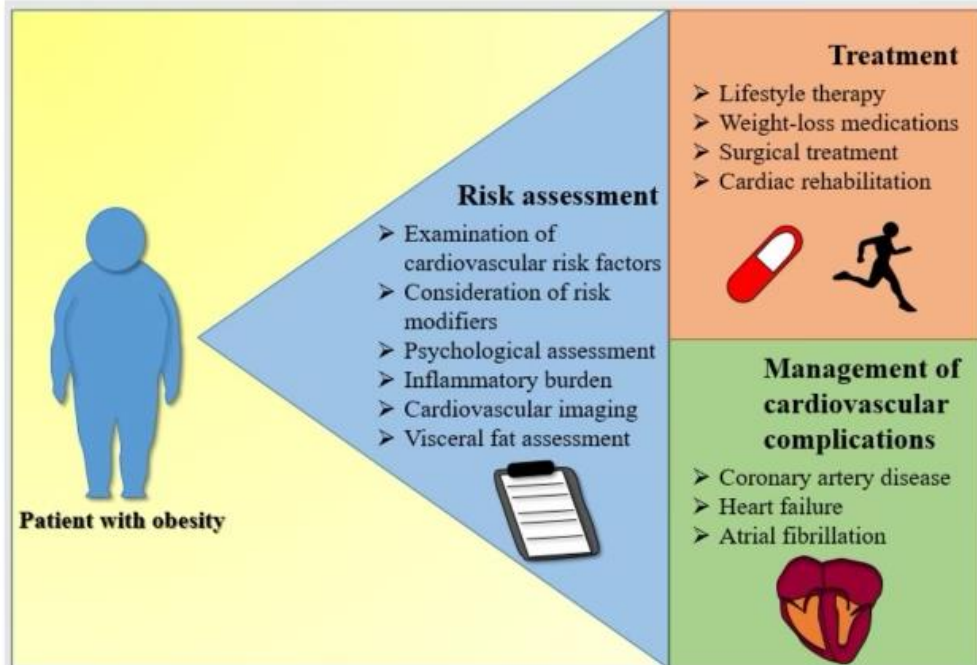 Patient with obesity
Risk assessment
➢ Examination of
cardiovascular risk factors
➢ Consideration of risk
modifiers
➢ Psychological assessment
➢ Inflammatory burden
➢ Cardiovascular imaging
➢ Visceral fat assessment
Treatment
➢ Lifestyle therapy
➢ Weight-loss medications
➢ Surgical treatment
➢ Cardiac rehabilitation
Management of
cardiovascular
complications
➢ Coronary artery disease
➢ Heart failure
➢ Atrial fibrillation